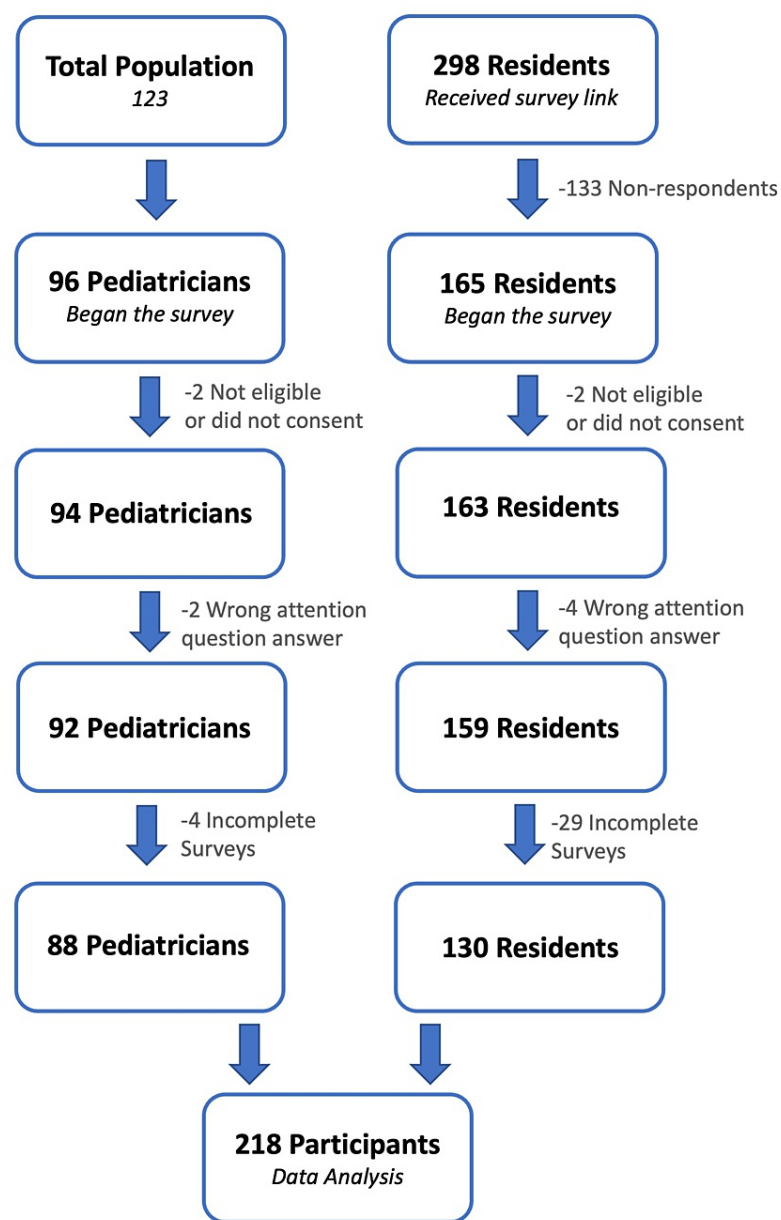 Total Population
123
298 Residents
Received survey link
-133 Non-respondents
96 Pediatricians
Began the survey
165 Residents
Began the survey
-2 Not eligible
or did not consent
-2 Not eligible
or did not consent
94 Pediatricians
163 Residents
-2 Wrong attention
question answer
-4 Wrong attention
question answer
92 Pediatricians
159 Residents
-4 Incomplete
Surveys
-29 Incomplete
Surveys
88 Pediatricians
130 Residents
218 Participants
Data Analysis